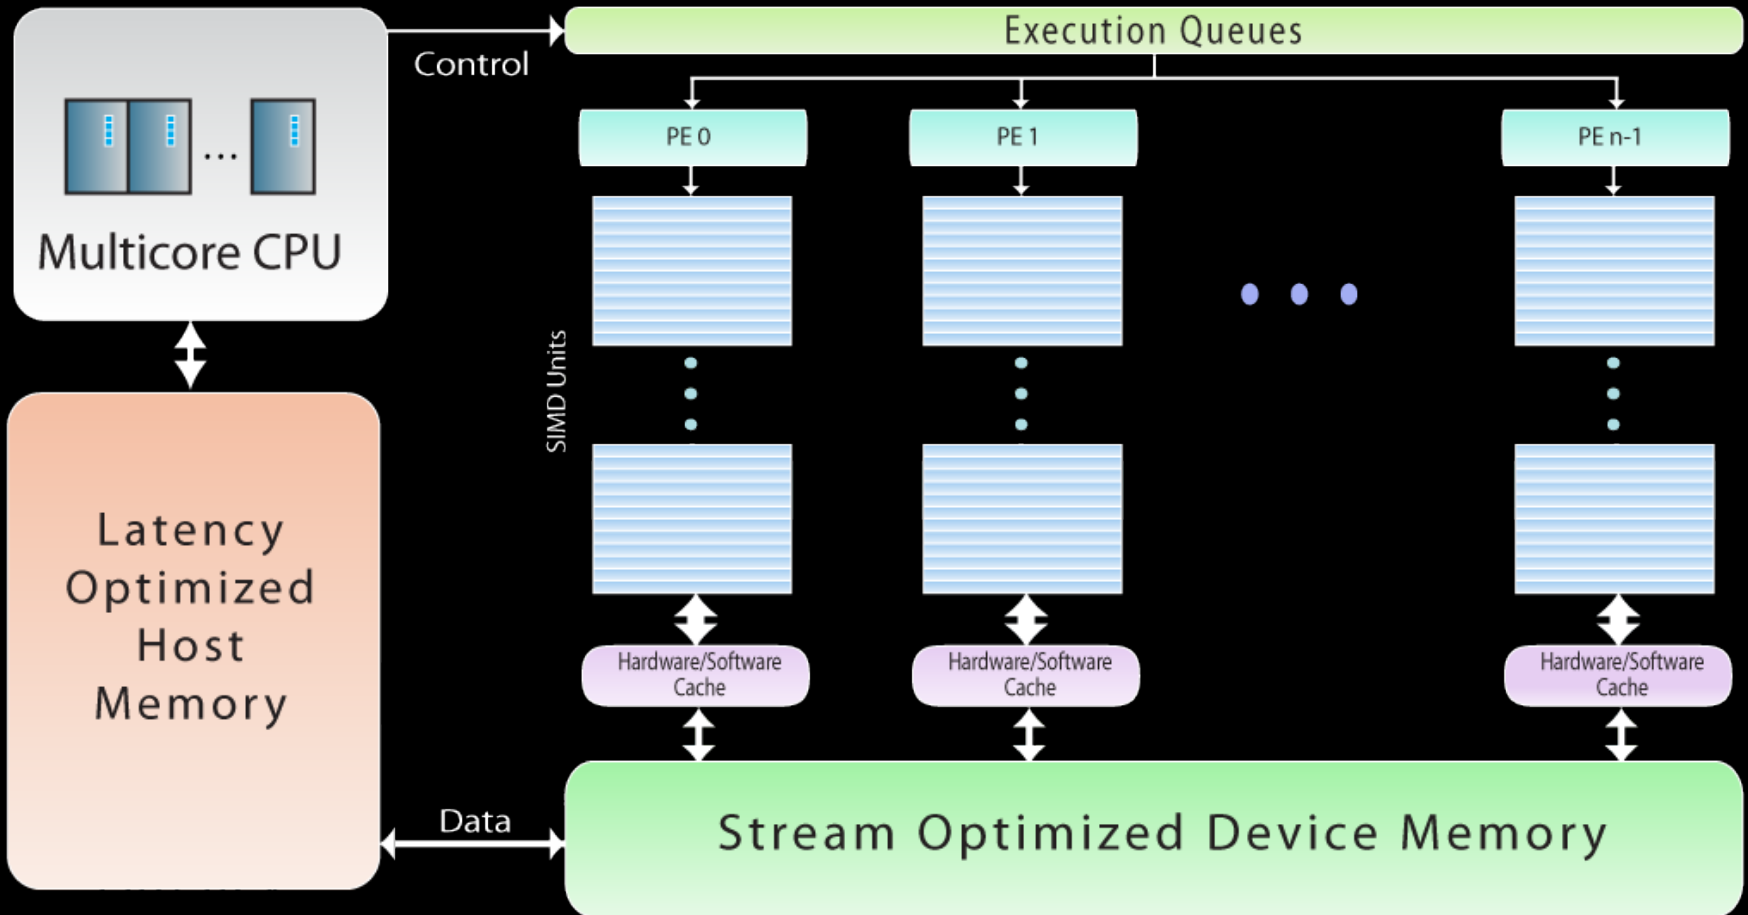 Execution Queues
Control
PE 0
PE 1
PE n-1
...
Multicore CPU
SIMD Units
Latency
Optimized
Host
Memory
Hardware/Software
Cache
Hardware/Software
Cache
Hardware/Software
Cache
Data
Stream Optimized Device Memory